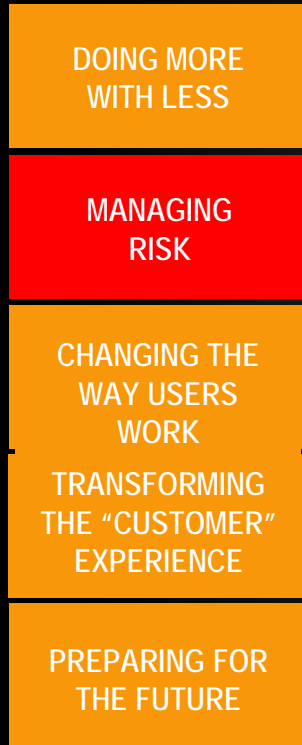 DOING MORE
WITH LESS
MANAGING
RISK
CHANGING THE
WAY USERS
WORK
TRANSFORMING
THE “CUSTOMER”
EXPERIENCE
PREPARING FOR
THE FUTURE